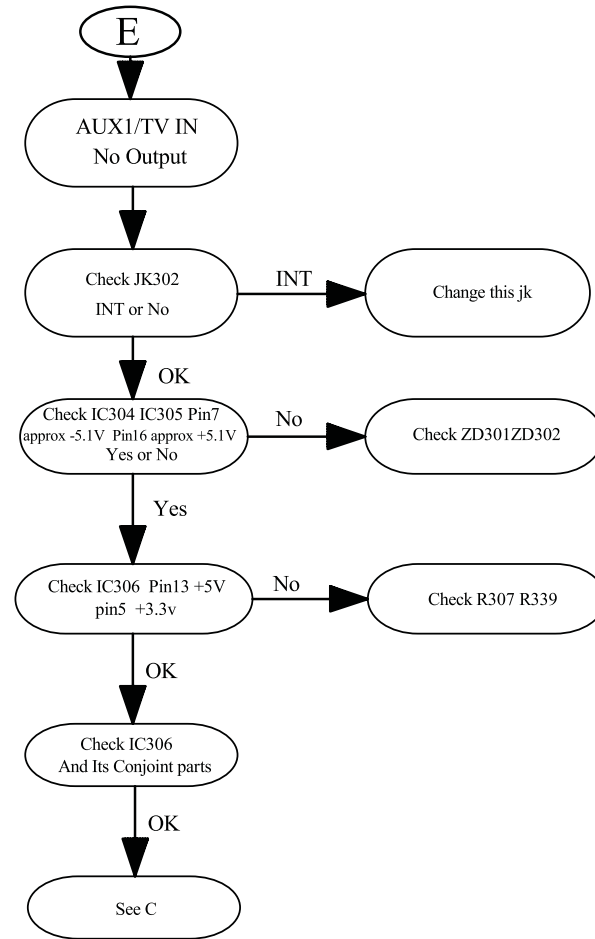 E
AUX1/TV IN
No Output
Check JK302
INT or No
INT
Change this jk
OK
Check IC304 IC305 Pin7
approx -5.1V Pin16 approx +5.1V
Yes or No
No
Check ZD301ZD302
Yes
Check IC306 Pin13 +5V
pin5 +3.3v
No
Check R307 R339
OK
Check IC306
And Its Conjoint parts
OK
See C